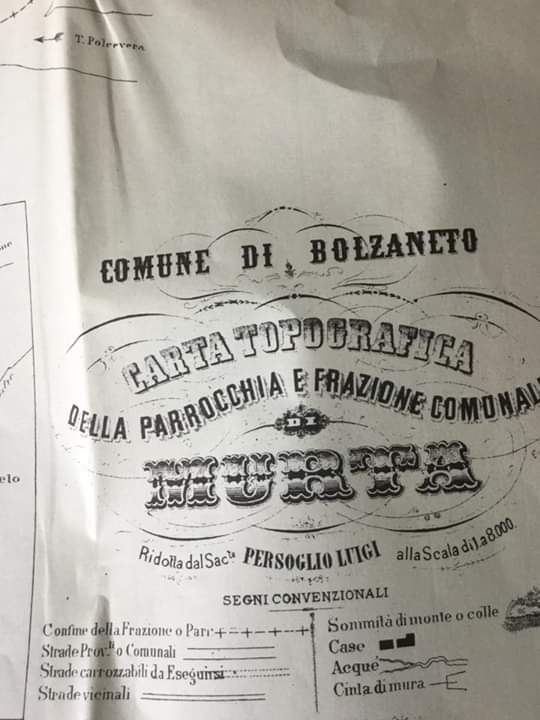 T. Polcevera
COMUNE DI BOLZANETO
CARTA TOPOGRAFICA
DELLA PARROCCHIA E FRAZIONE COMUNALE
DI
MURTA
Ridotta dal Sac.te PERSOGLIO LUIGI alla Scala di 1. a 8.000.
SEGNI CONVENZIONALI
Confine della Frazione o Parr.
Strade Prov.li o Comunali
Strade carrozzabili da Eseguirsi
Strade vicinali
Sommità di monte o colle
Case
Acque
Cinta di mura